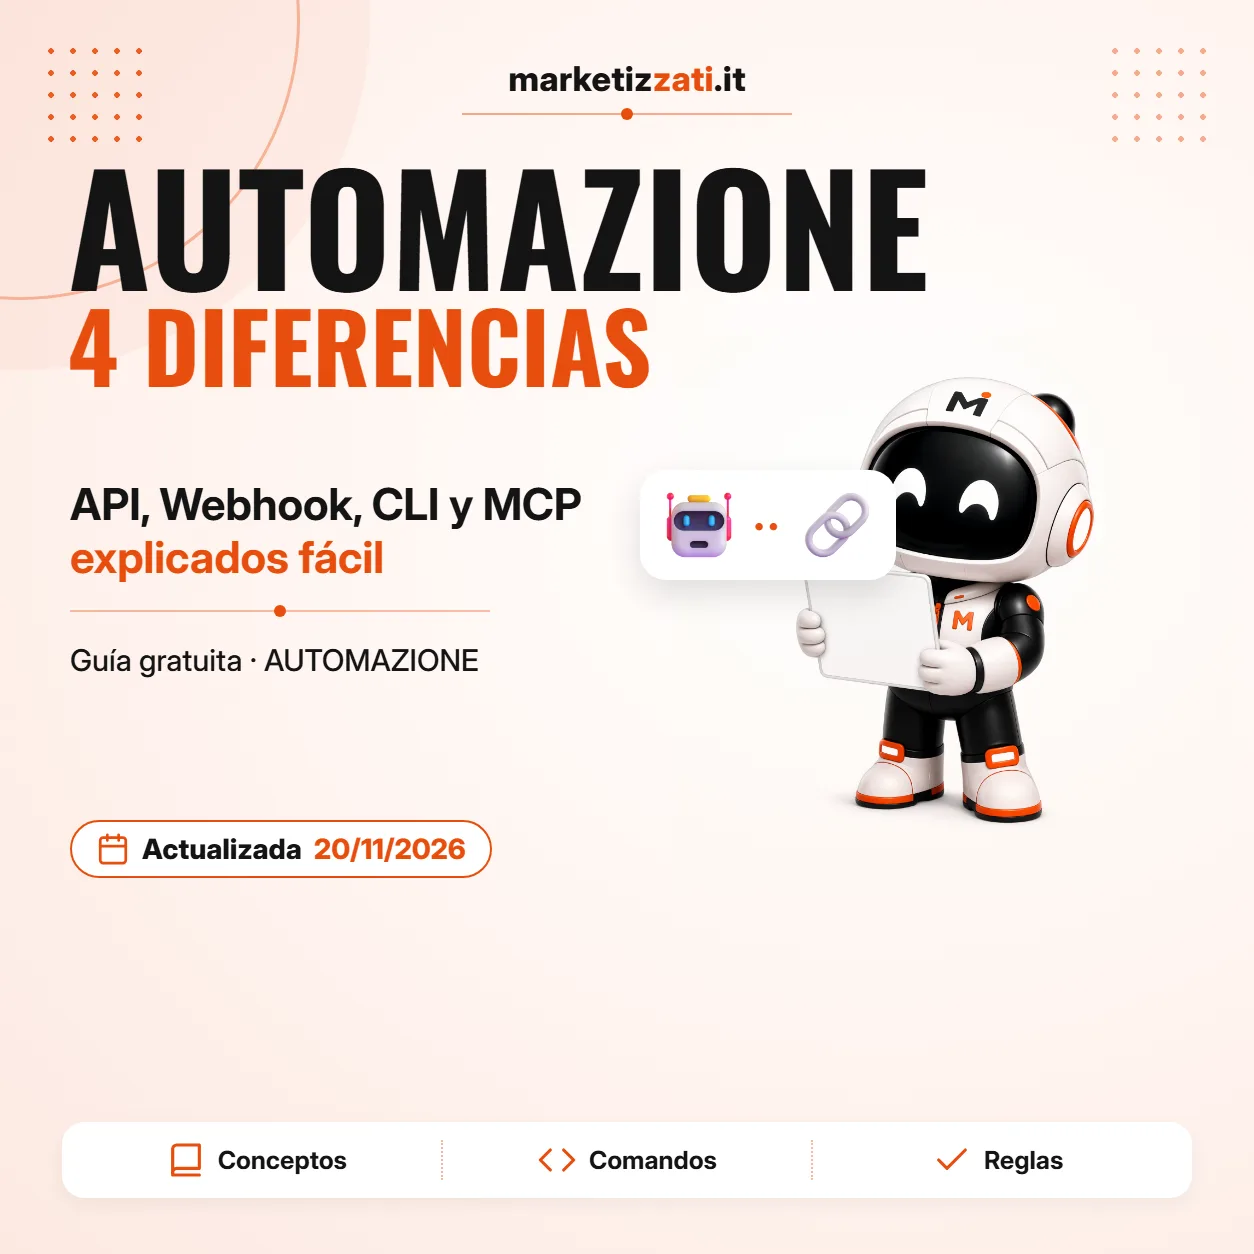 marketizzati.it
AUTOMAZIONE
4 DIFERENCIAS
API, Webhook, CLI y MCP
explicados fácil
Guía gratuita · AUTOMAZIONE
Actualizada 20/11/2026
M
M
Conceptos
Comandos
Reglas